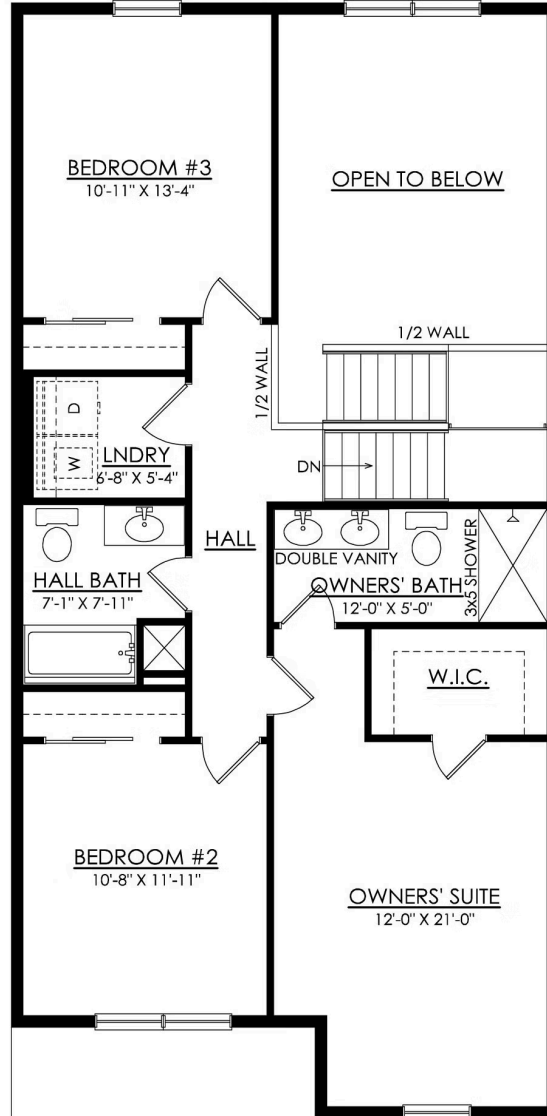 BEDROOM #3
10'-11" X 13'-4"
OPEN TO BELOW
1/2 WALL
1/2 WALL
D
W
LNDRY
6'-8" X 5'-4"
DN
HALL
HALL BATH
7'-1" X 7'-11"
DOUBLE VANITY
OWNERS' BATH
12'-0" X 5'-0"
3x5 SHOWER
W.I.C.
BEDROOM #2
10'-8" X 11'-11"
OWNERS' SUITE
12'-0" X 21'-0"